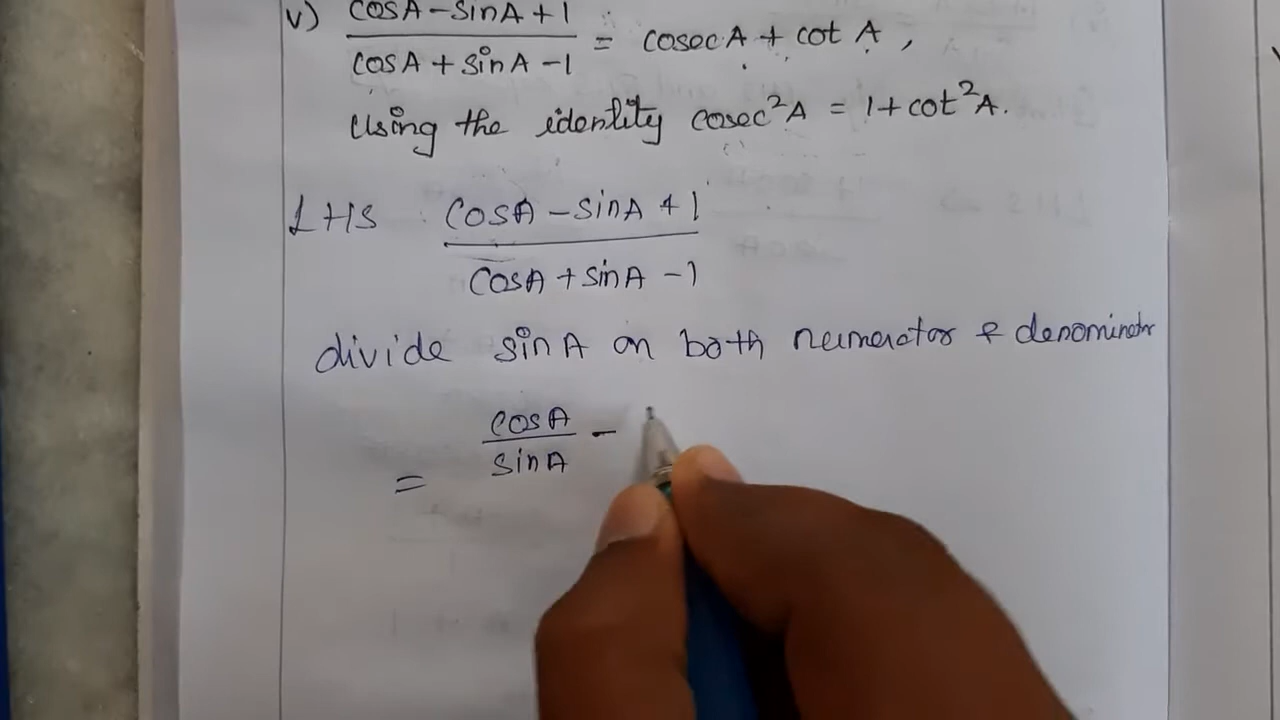 v) cosA-sinA+1 / cosA+sinA-1 = cosecA + cot A ,
Using the identity cosec²A = 1+cot²A.
LHS cosA-sinA+1 / cosA+sinA-1
divide sinA on both numerator & denominator
= cosA / sinA -